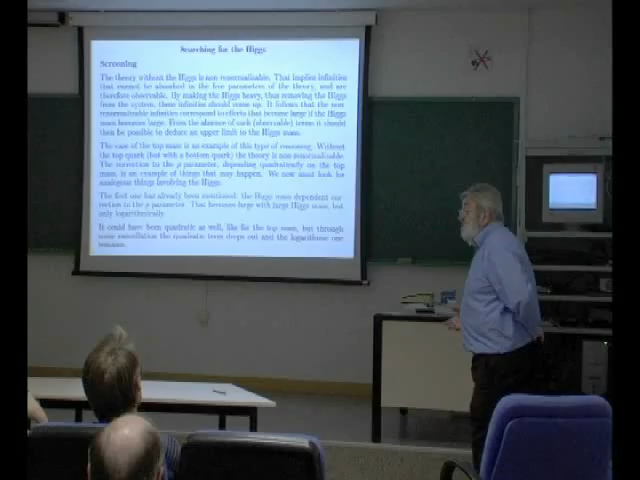 Searching for the Higgs
Screening
The theory without the Higgs is non renormalisable. That implies infinities
that cannot be absorbed in the free parameters of the theory, and are
therefore observable. By making the Higgs heavy, thus removing the Higgs
from the system, these infinities should come up. It follows that the non
renormalisable infinities correspond to effects that become large if the Higgs
mass becomes large. From the absence of such (observable) terms it should
then be possible to deduce an upper limit to the Higgs mass.
The case of the top mass is an example of this type of reasoning. Without
the top quark (but with a bottom quark) the theory is non renormalisable.
The correction to the ρ parameter, depending quadratically on the top
mass, is an example of things that may happen. We now must look for
analogous things involving the Higgs.
The first one has already been mentioned: the Higgs mass dependent cor-
rection to the ρ parameter. That becomes large with large Higgs mass, but
only logarithmically.
It could have been quadratic as well, like for the top mass, but through
some cancellation the quadratic term drops out and the logarithmic one
remains.